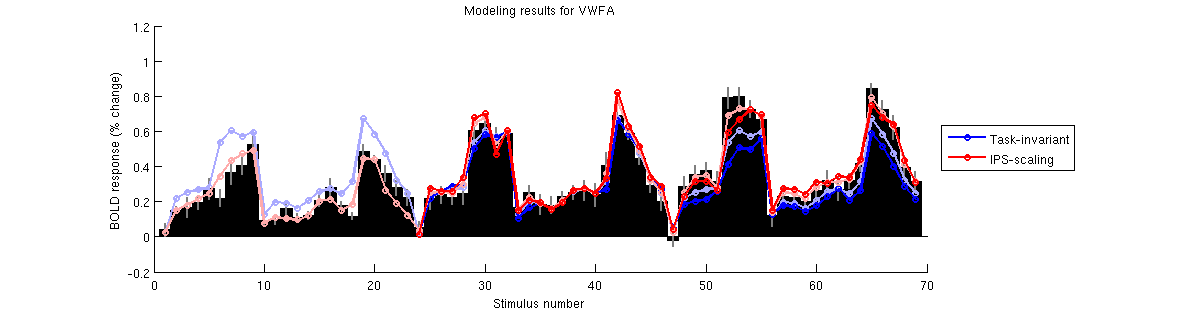 Modeling results for VWFA
BOLD response (% change)
1.2
1
0.8
0.6
0.4
0.2
0
-0.2
0 10 20 30 40 50 60 70
Stimulus number
Task-invariant
IPS-scaling